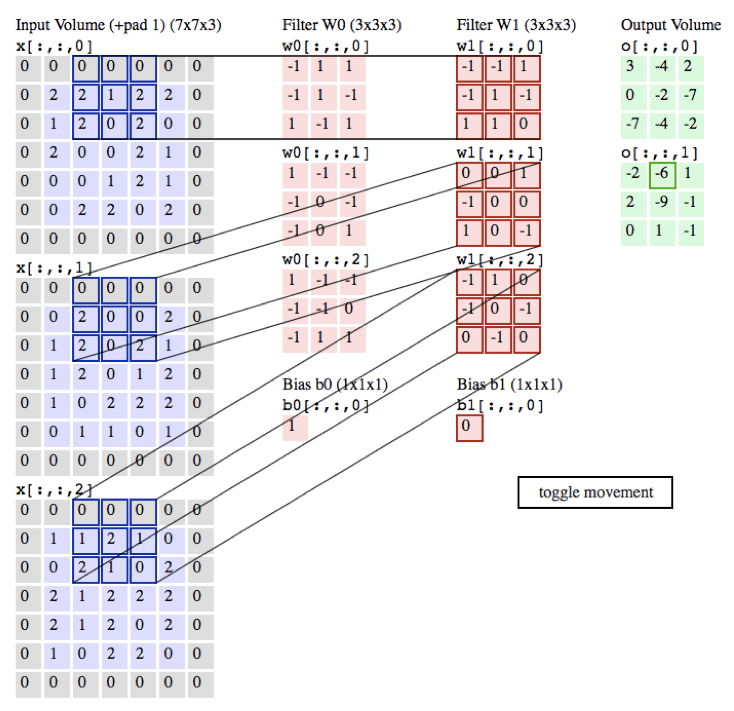 Input Volume (+pad 1) (7x7x3) Filter W0 (3x3x3) Filter W1 (3x3x3) Output Volume
x[:,:,0] w0[:,:,0] w1[:,:,0] o[:,:,0]
0 0 0 0 0 0 0 -1 1 1 -1 -1 1 3 -4 2
0 2 2 1 2 2 0 -1 1 -1 -1 1 -1 0 -2 -7
0 1 2 0 2 0 0 1 -1 1 1 1 0 -7 -4 -2
0 2 0 0 2 1 0 w0[:,:,1] w1[:,:,1] o[:,:,1]
0 0 0 1 2 1 0 1 -1 -1 0 0 1 -2 -6 1
0 0 2 2 0 2 0 -1 0 -1 -1 0 0 2 -9 -1
0 0 0 0 0 0 0 -1 0 1 1 0 -1 0 1 -1
x[:,:,1] w0[:,:,2] w1[:,:,2]
0 0 0 0 0 0 0 1 -1 -1 -1 1 0
0 0 2 0 0 2 0 -1 -1 0 -1 0 -1
0 1 2 0 2 1 0 -1 1 1 0 -1 0
0 1 2 0 1 2 0 Bias b0 (1x1x1) Bias b1 (1x1x1)
0 1 0 2 2 2 0 b0[:,:,0] b1[:,:,0]
0 0 1 1 0 1 0 1 0
0 0 0 0 0 0 0
x[:,:,2] toggle movement
0 0 0 0 0 0 0
0 1 1 2 1 0 0
0 0 2 1 0 2 0
0 2 1 2 2 2 0
0 2 1 2 0 2 0
0 1 0 2 2 0 0
0 0 0 0 0 0 0